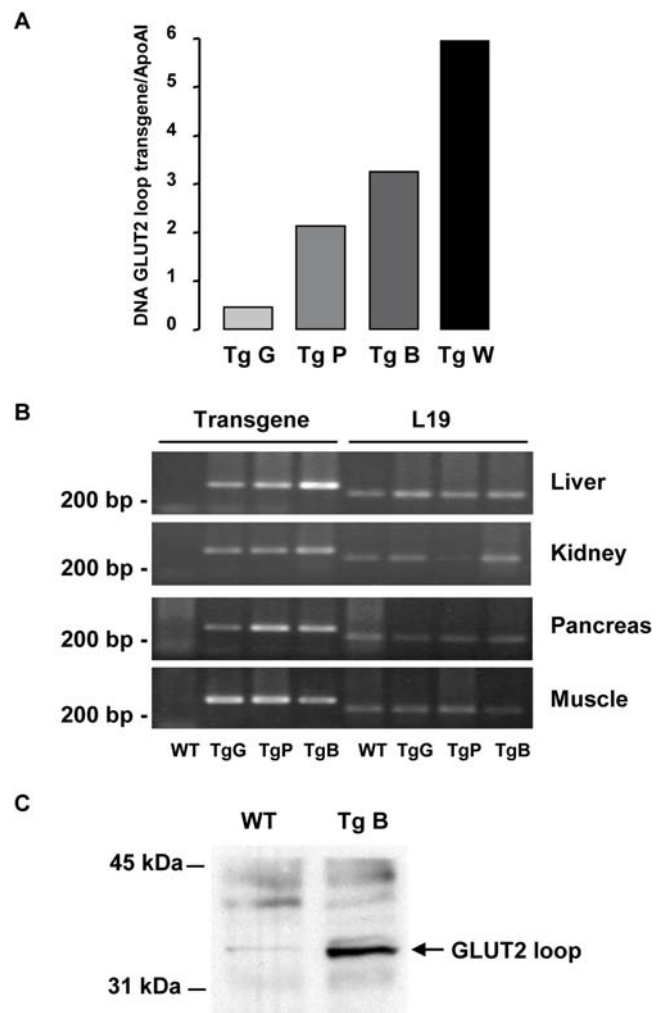 A
DNA GLUT2 loop transgene/ApoAI
6
5
4
3
2
1
0
Tg G Tg P Tg B Tg W
B
Transgene L19
200 bp - Liver
200 bp - Kidney
200 bp - Pancreas
200 bp - Muscle
WT TgG TgP TgB WT TgG TgP TgB
C
WT Tg B
45 kDa —
GLUT2 loop
31 kDa —